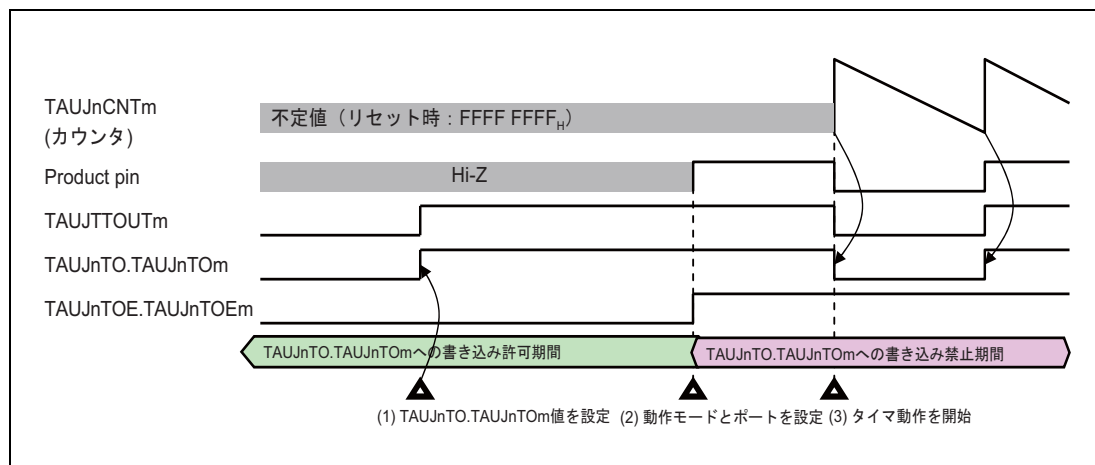 TAUJnCNTm
(カウンタ)
不定値（リセット時：FFFF FFFFH）
Product pin
Hi-Z
TAUJTTOUTm
TAUJnTO.TAUJnTOm
TAUJnTOE.TAUJnTOEm
TAUJnTO.TAUJnTOmへの書き込み許可期間
TAUJnTO.TAUJnTOmへの書き込み禁止期間
(1) TAUJnTO.TAUJnTOm値を設定
(2) 動作モードとポートを設定
(3) タイマ動作を開始